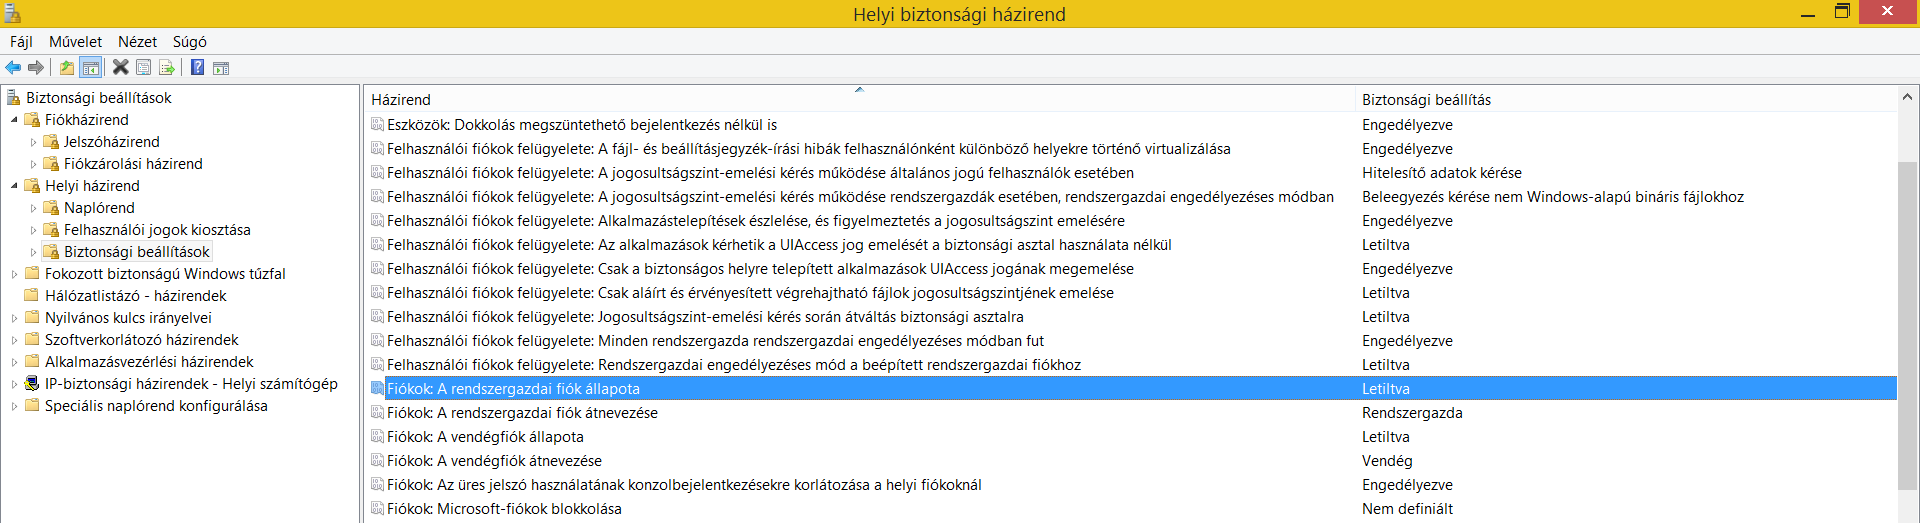 Helyi biztonsági házirend
Fájl Művelet Nézet Súgó
Biztonsági beállítások
Fiókházirend
Jelszóházirend
Fiókzárolási házirend
Helyi házirend
Naplórend
Felhasználói jogok kiosztása
Biztonsági beállítások
Fokozott biztonságú Windows tűzfal
Hálózatlistázó - házirendek
Nyilvános kulcs irányelvei
Szoftverkorlátozó házirendek
Alkalmazásvezérlési házirendek
IP-biztonsági házirendek - Helyi számítógép
Speciális naplórend konfigurálása
Házirend Biztonsági beállítás
Eszközök: Dokkolás megszüntethető bejelentkezés nélkül is Engedélyezve
Felhasználói fiókok felügyelete: A fájl- és beállításjegyzék-írási hibák felhasználónként különböző helyekre történő virtualizálása Engedélyezve
Felhasználói fiókok felügyelete: A jogosultságszint-emelési kérés működése általános jogú felhasználók esetében Hitelesítő adatok kérése
Felhasználói fiókok felügyelete: A jogosultságszint-emelési kérés működése rendszergazdák esetében, rendszergazdai engedélyezéses módban Beleegyezés kérése nem Windows-alapú bináris fájlokhoz
Felhasználói fiókok felügyelete: Alkalmazástelepítések észlelése, és figyelmeztetés a jogosultságszint emelésére Engedélyezve
Felhasználói fiókok felügyelete: Az alkalmazások kérhetik a UIAccess jog emelését a biztonsági asztal használata nélkül Letiltva
Felhasználói fiókok felügyelete: Csak a biztonságos helyre telepített alkalmazások UIAccess jogának megemelése Engedélyezve
Felhasználói fiókok felügyelete: Csak aláírt és érvényesített végrehajtható fájlok jogosultságszintjének emelése Letiltva
Felhasználói fiókok felügyelete: Jogosultságszint-emelési kérés során átváltás biztonsági asztalra Letiltva
Felhasználói fiókok felügyelete: Minden rendszergazda rendszergazdai engedélyezéses módban fut Engedélyezve
Felhasználói fiókok felügyelete: Rendszergazdai engedélyezéses mód a beépített rendszergazdai fiókhoz Letiltva
Fiókok: A rendszergazdai fiók állapota Letiltva
Fiókok: A rendszergazdai fiók átnevezése Rendszergazda
Fiókok: A vendégfiók állapota Letiltva
Fiókok: A vendégfiók átnevezése Vendég
Fiókok: Az üres jelszó használatának konzolbejelentkezésekre korlátozása a helyi fiókoknál Engedélyezve
Fiókok: Microsoft-fiókok blokkolása Nem definiált